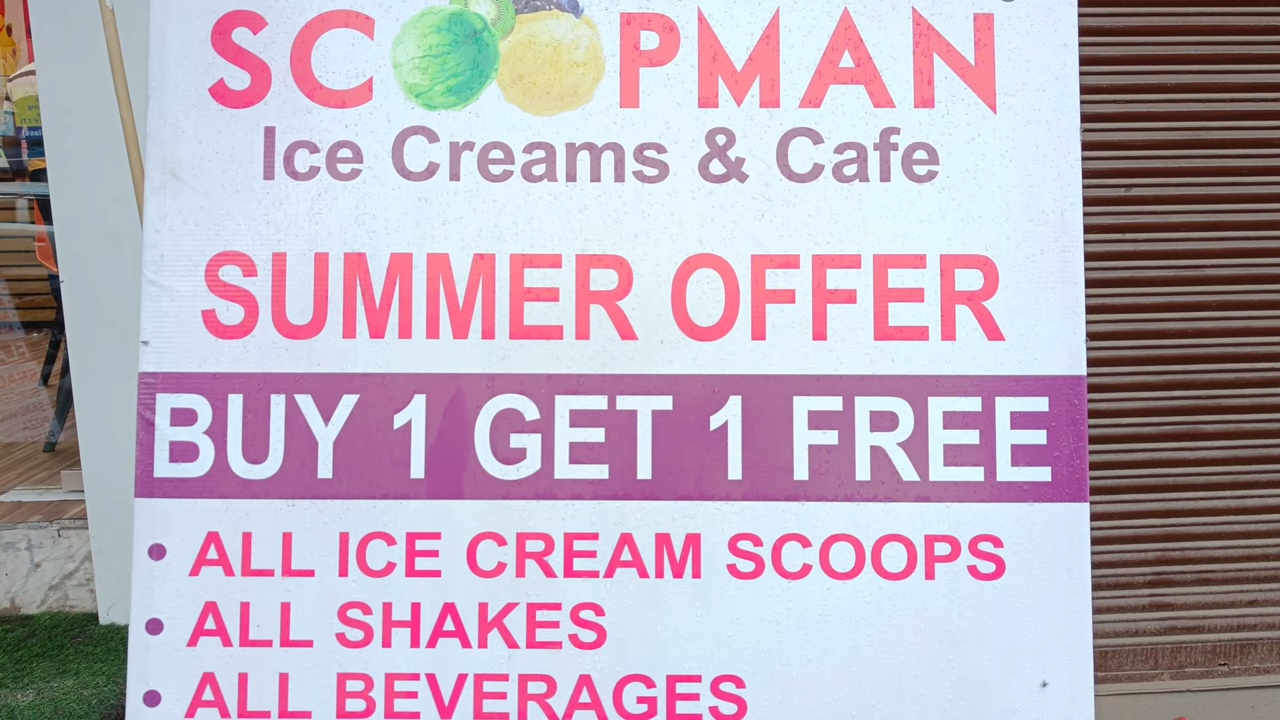 SCOOPMAN
Ice Creams & Cafe
SUMMER OFFER
BUY 1 GET 1 FREE
• ALL ICE CREAM SCOOPS
• ALL SHAKES
• ALL BEVERAGES